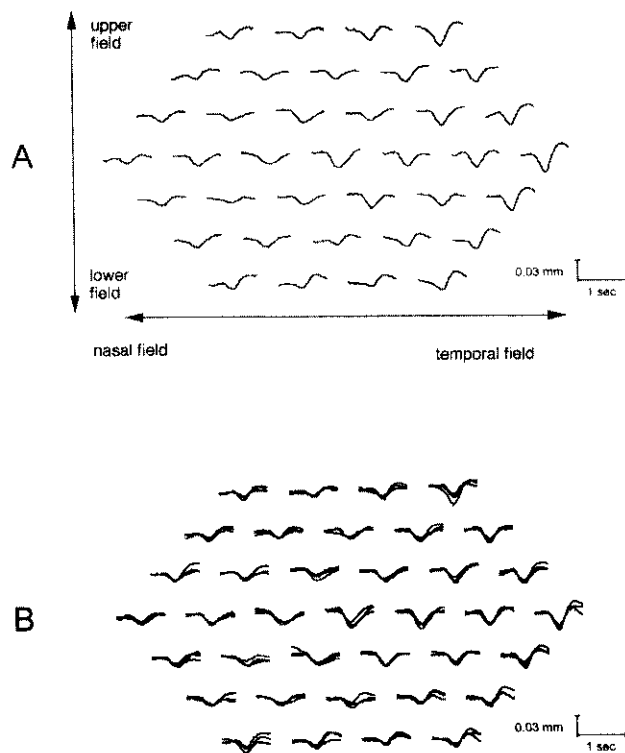 upper
field
A
lower
field
0.03 mm
1 sec
nasal field
temporal field
B
0.03 mm
1 sec